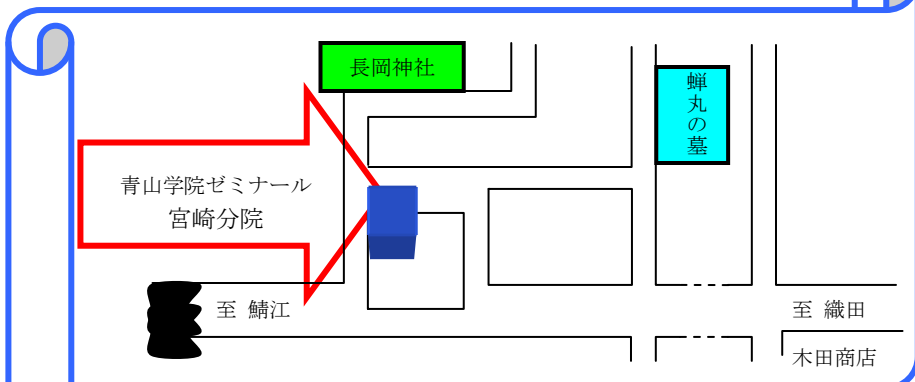 長岡神社
蝉丸の墓
青山学院ゼミナール
宮崎分院
至 鯖江
至 織田
木田商店